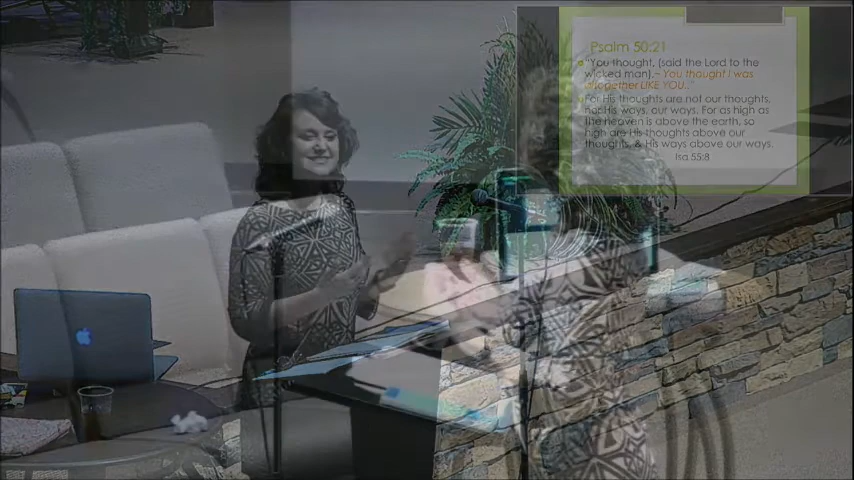 Psalm 50:21
"You thought, (said the Lord to the
wicked man),~ You thought I was
altogether LIKE YOU.."
For His thoughts are not our thoughts,
nor His ways, our ways. For as high as
the heaven is above the earth, so
high are His thoughts above our
thoughts, & His ways above our ways.
Isa 55:8